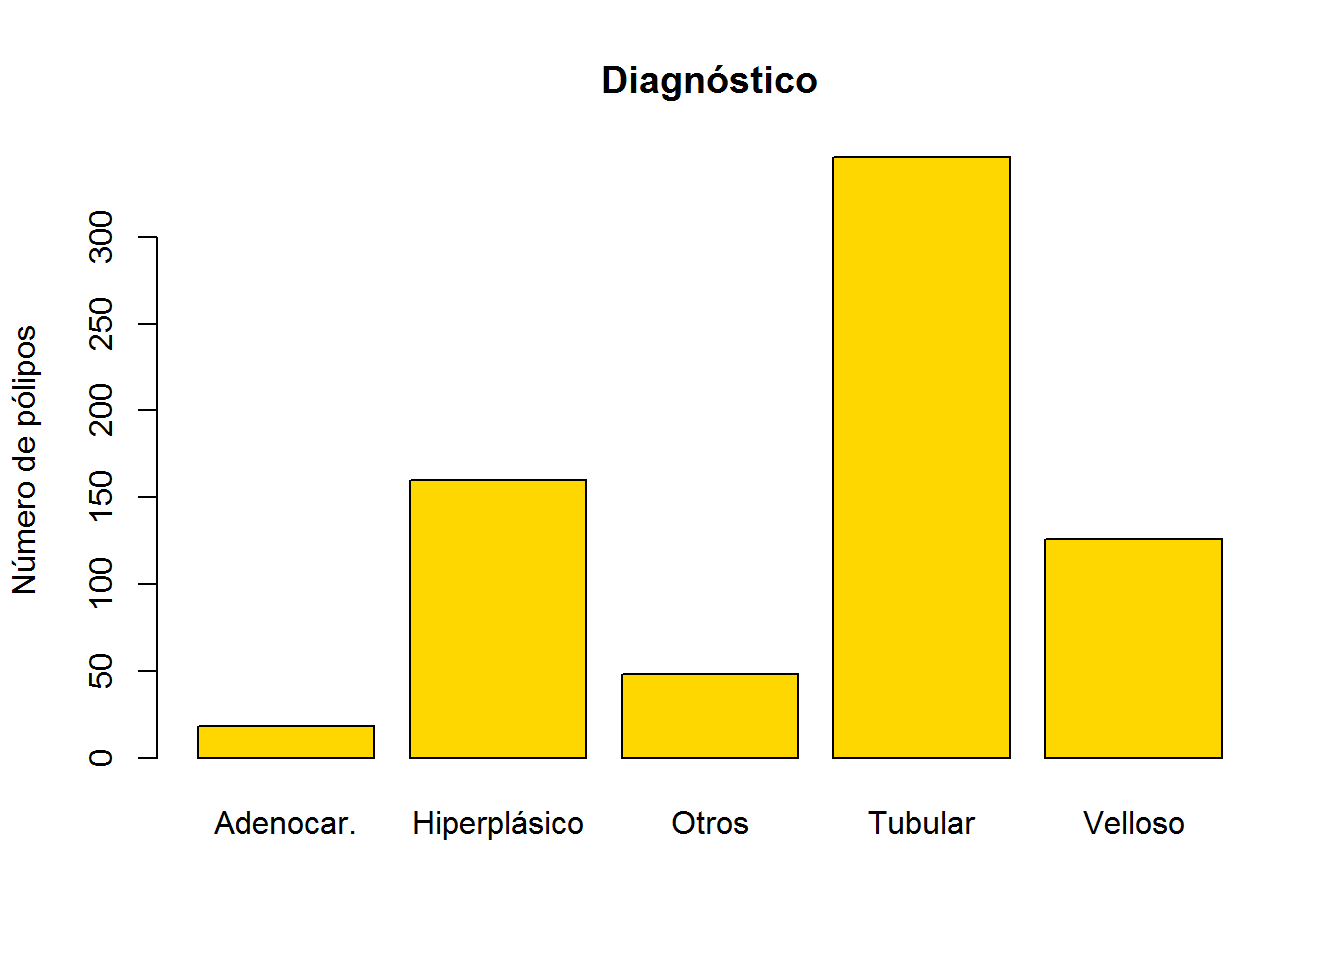 Diagnóstico
Número de pólipos
300
250
200
150
100
50
0
Adenocar. Hiperplásico Otros Tubular Velloso